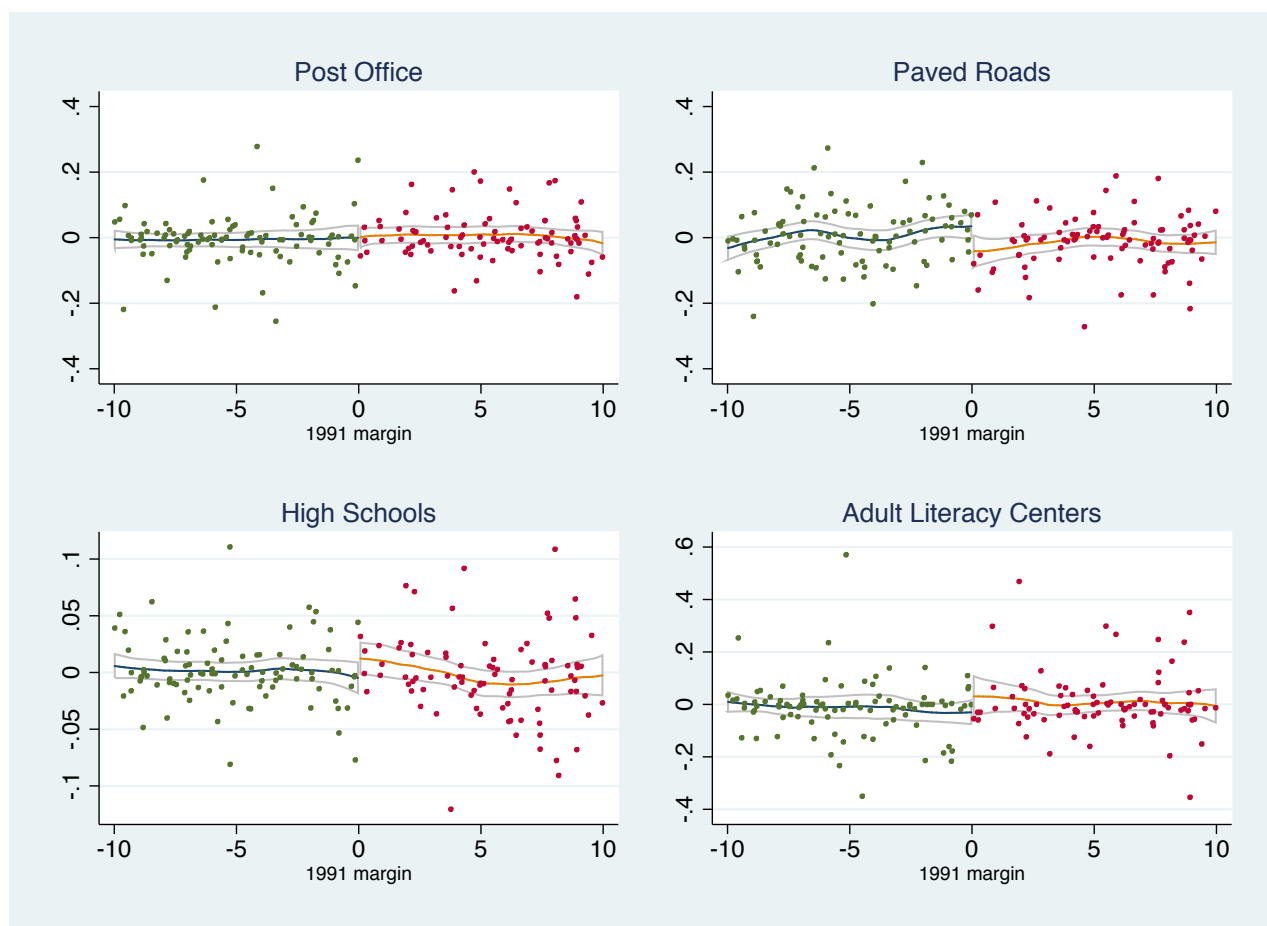 Post Office
.4
.2
0
-.2
-.4
-10 -5 0 5 10
1991 margin
Paved Roads
.4
.2
0
-.2
-.4
-10 -5 0 5 10
1991 margin
High Schools
.1
.05
0
-.05
-.1
-10 -5 0 5 10
1991 margin
Adult Literacy Centers
.6
.4
.2
0
-.2
-.4
-10 -5 0 5 10
1991 margin